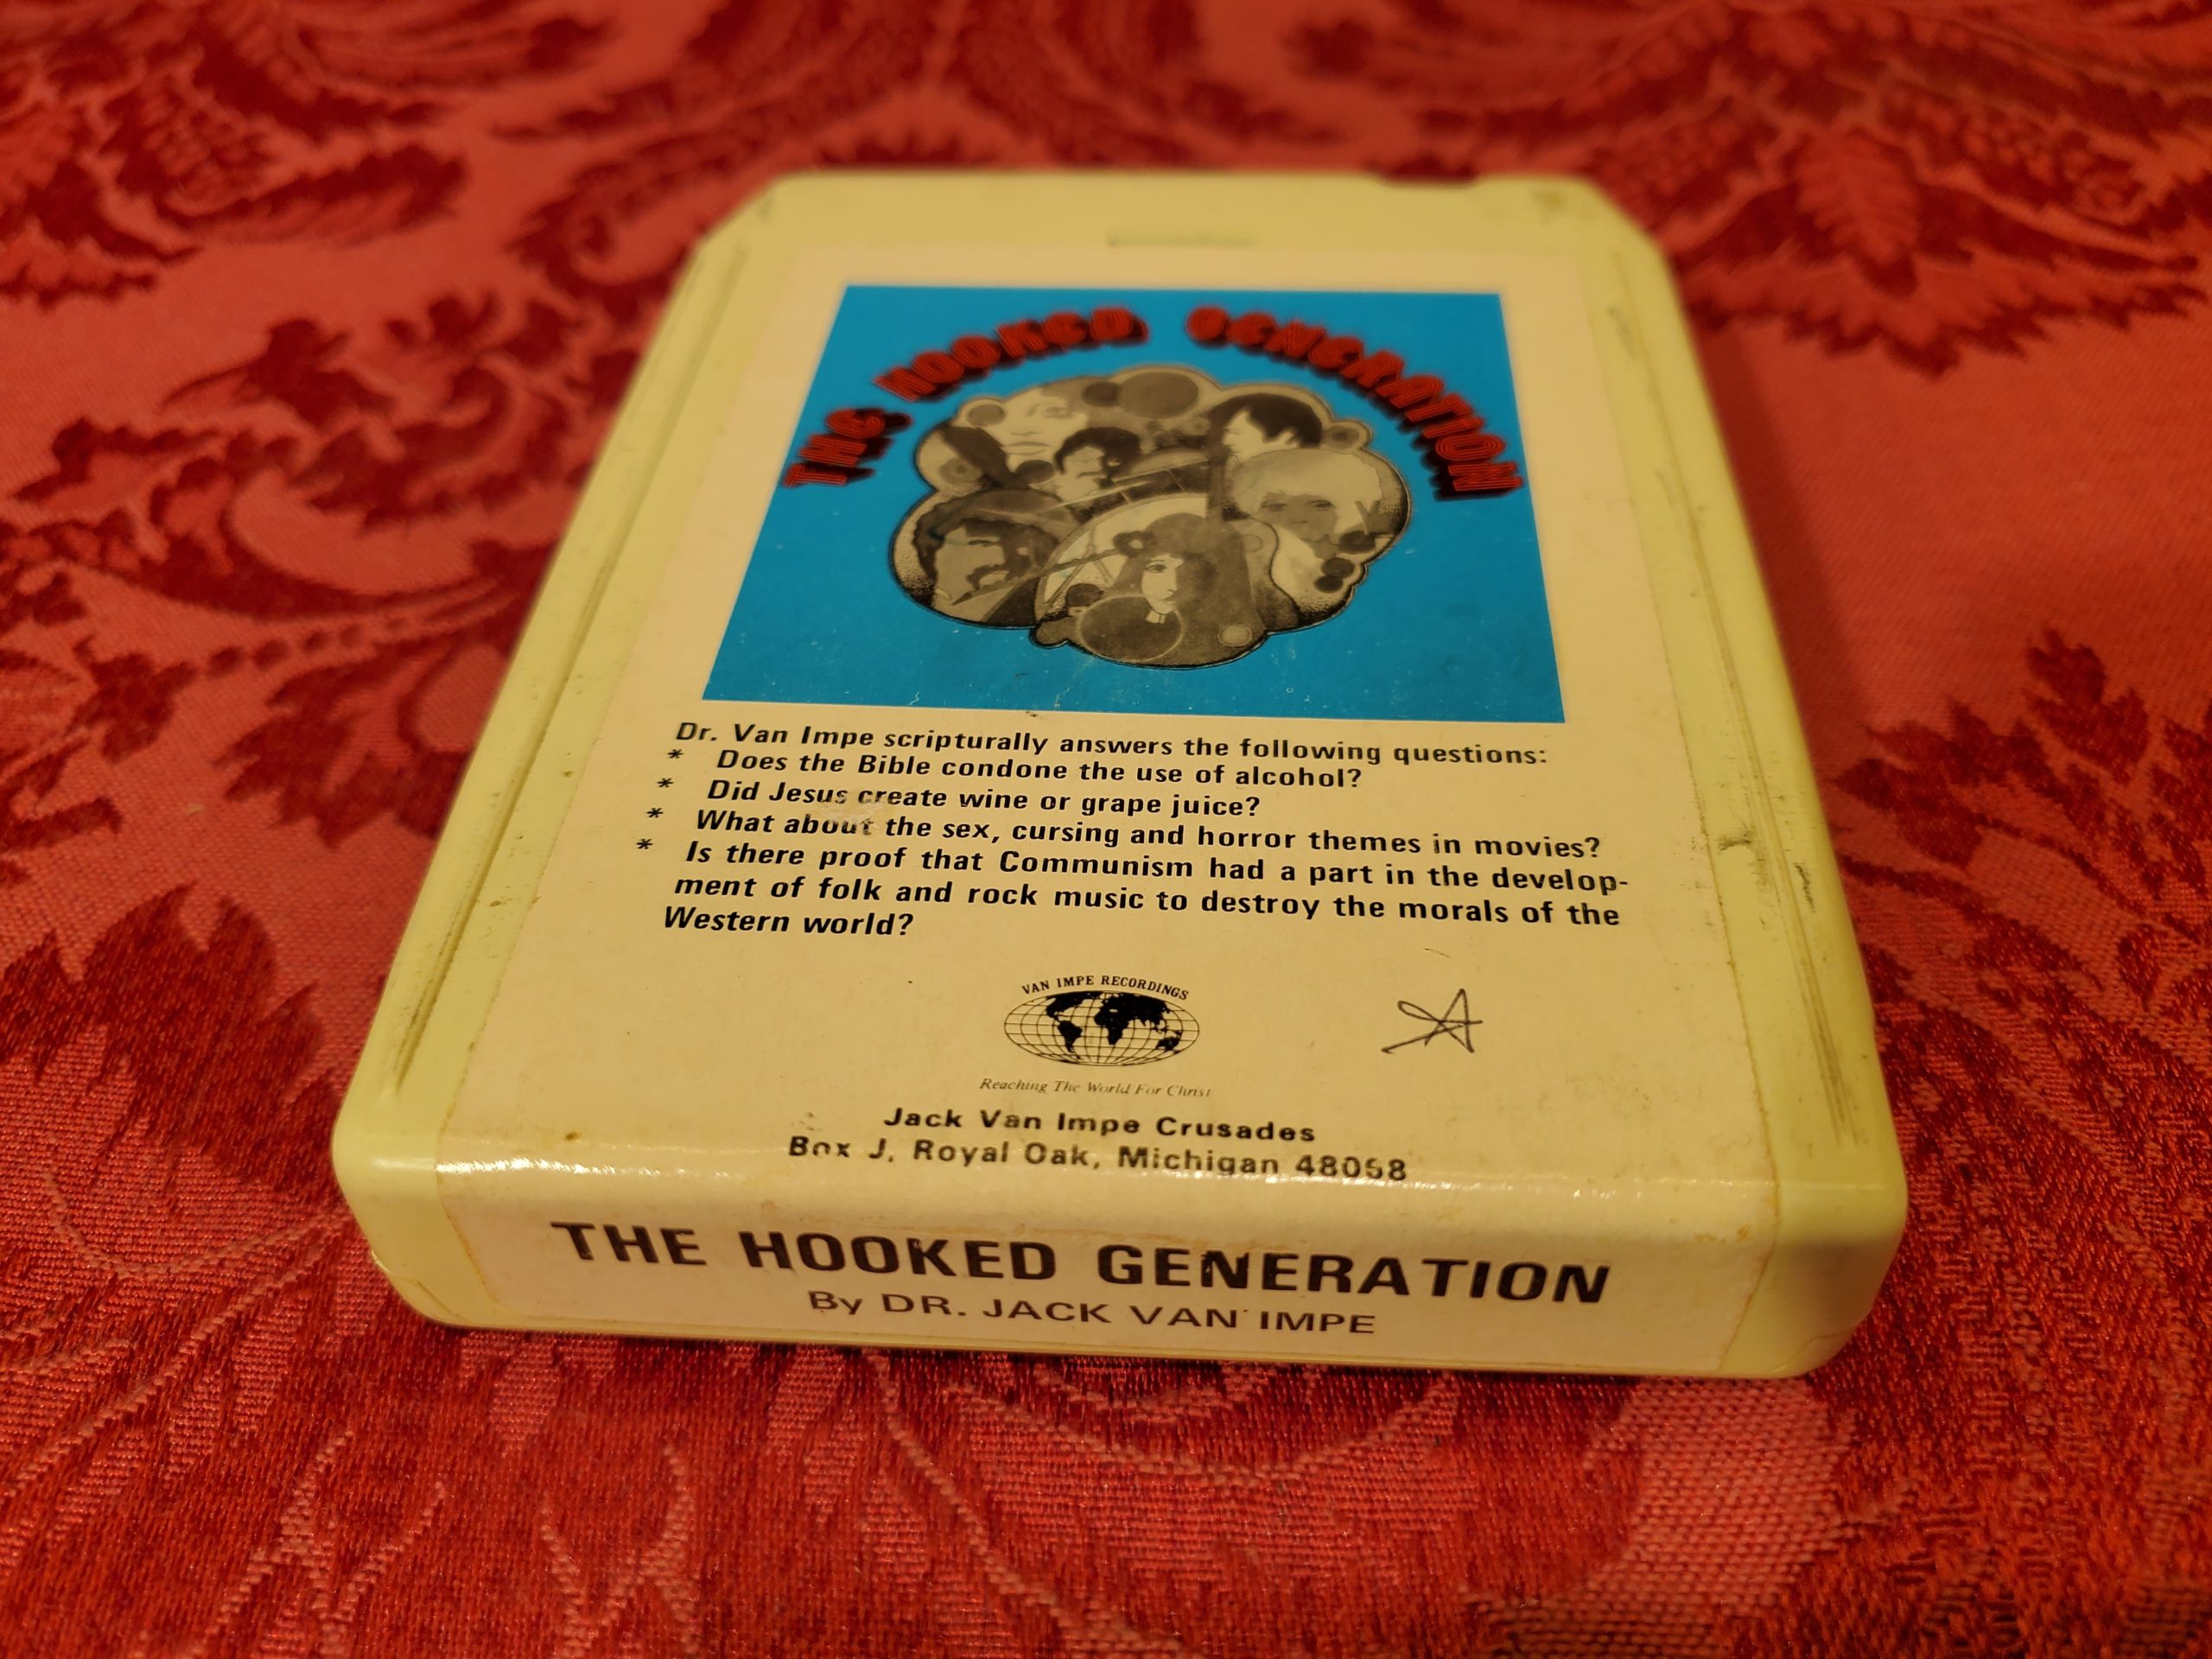 THE HOOKED GENERATION
Dr. Van Impe scripturally answers the following questions:
* Does the Bible condone the use of alcohol?
* Did Jesus create wine or grape juice?
* What about the sex, cursing and horror themes in movies?
* Is there proof that Communism had a part in the develop-
ment of folk and rock music to destroy the morals of the
Western world?
VAN IMPE RECORDINGS
Reaching The World For Christ
Jack Van Impe Crusades
Box J, Royal Oak, Michigan 48068
THE HOOKED GENERATION
By DR. JACK VAN IMPE